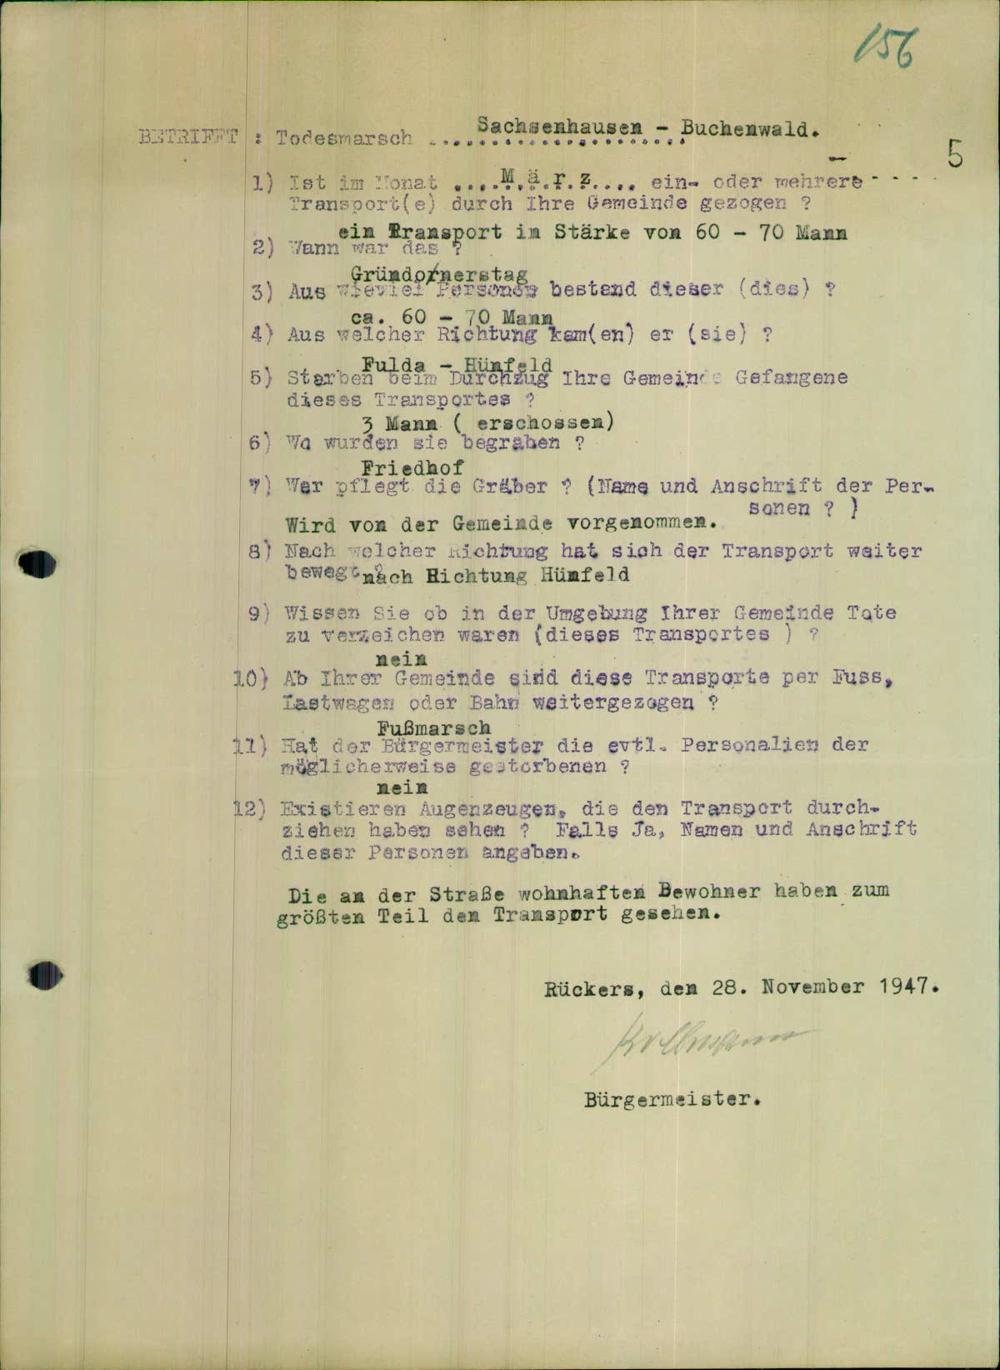 156
5
BETRIFFT : Todesmarsch Sachsenhausen - Buchenwald.
1) Ist im Monat .....M.ä.r.z..... ein- oder mehrere - - - -
Transport(e) durch Ihre Gemeinde gezogen ?
ein Transport in Stärke von 60 - 70 Mann
2) Wann war das ?
Gründonnerstag
3) Aus wieviel Personen bestand dieser (dies) ?
ca. 60 - 70 Mann
4) Aus welcher Richtung kam(en) er (sie) ?
Fulda - Hünfeld
5) Starben beim Durchzug Ihre Gemeinde Gefangene
dieses Transportes ?
3 Mann ( erschossen)
6) Wo wurden sie begraben ?
Friedhof
7) Wer pflegt die Gräber ? (Name und Anschrift der Per-
sonen ? )
Wird von der Gemeinde vorgenommen.
8) Nach welcher Richtung hat sich der Transport weiter
bewegt? nach Richtung Hünfeld
9) Wissen Sie ob in der Umgebung Ihrer Gemeinde Tote
zu verzeichen waren (dieses Transportes ) ?
nein
10) Ab Ihrer Gemeinde sind diese Transporte per Fuss,
Lastwagen oder Bahn weitergezogen ?
Fußmarsch
11) Hat der Bürgermeister die evtl. Personalien der
möglicherweise gestorbenen ?
nein
12) Existieren Augenzeugen, die den Transport durch-
ziehen haben sehen ? Falls Ja, Namen und Anschrift
dieser Personen angeben.
Die an der Straße wohnhaften Bewohner haben zum
größten Teil den Transport gesehen.
Rückers, den 28. November 1947.
Bürgermeister.